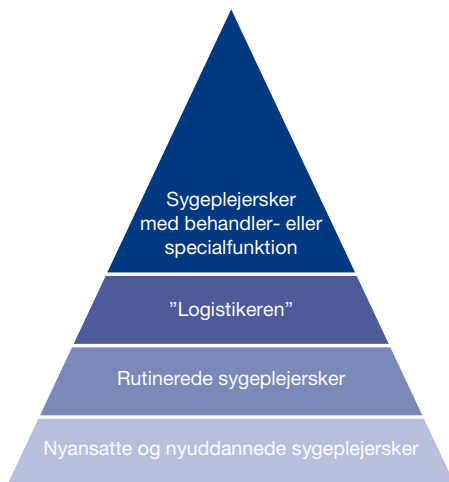 Sygeplejersker
med behandler- eller
specialfunktion
”Logistikeren”
Rutinerede sygeplejersker
Nyansatte og nyuddannede sygeplejersker